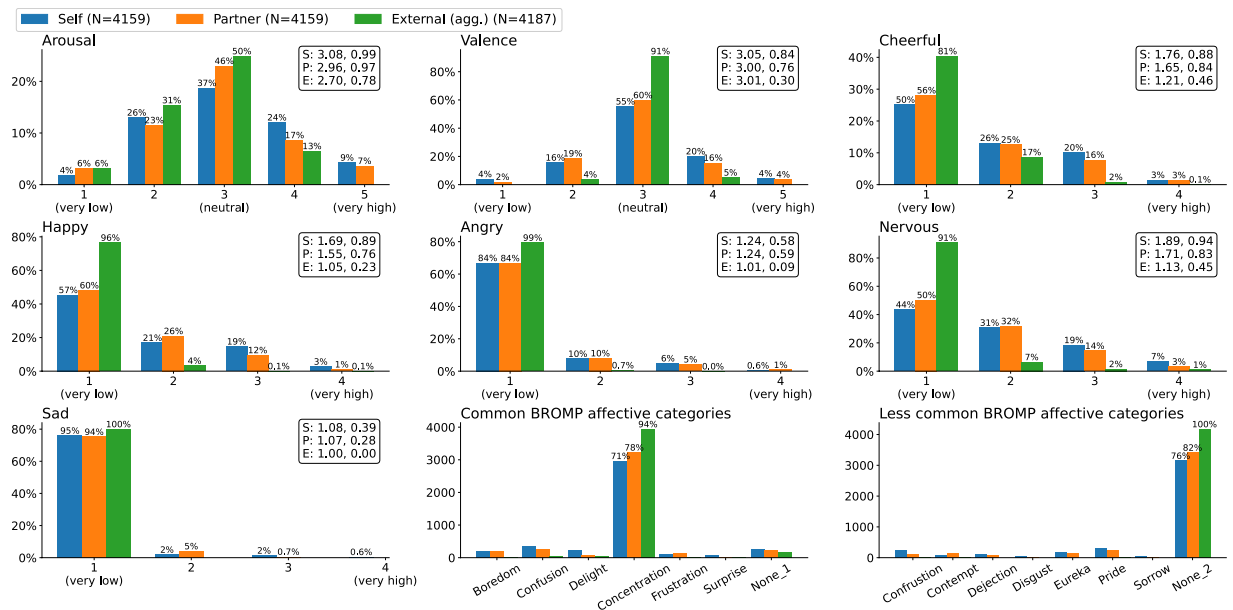 Self (N=4159) Partner (N=4159) External (agg.) (N=4187)
Arousal
S: 3.08, 0.99
P: 2.96, 0.97
E: 2.70, 0.78
20%
10%
0%
4% 6% 6%
26% 23% 31%
37% 46% 50%
24% 17% 13%
9% 7%
1 2 3 4 5
(very low) (neutral) (very high)
Valence
S: 3.05, 0.84
P: 3.00, 0.76
E: 3.01, 0.30
80%
60%
40%
20%
0%
4% 2%
16% 19% 4%
55% 60% 91%
20% 16% 5%
4% 4%
1 2 3 4 5
(very low) (neutral) (very high)
Cheerful
S: 1.76, 0.88
P: 1.65, 0.84
E: 1.21, 0.46
40%
30%
20%
10%
0%
50% 56% 81%
26% 25% 17%
20% 16% 2%
3% 3% 0.1%
1 2 3 4
(very low) (very high)
Happy
S: 1.69, 0.89
P: 1.55, 0.76
E: 1.05, 0.23
80%
60%
40%
20%
0%
57% 60% 96%
21% 26% 4%
19% 12% 0.1%
3% 1% 0.1%
1 2 3 4
(very low) (very high)
Angry
S: 1.24, 0.58
P: 1.24, 0.59
E: 1.01, 0.09
80%
60%
40%
20%
0%
84% 84% 99%
10% 10% 0.7%
6% 5% 0.0%
0.6% 1%
1 2 3 4
(very low) (very high)
Nervous
S: 1.89, 0.94
P: 1.71, 0.83
E: 1.13, 0.45
80%
60%
40%
20%
0%
44% 50% 91%
31% 32% 7%
19% 14% 2%
7% 3% 1%
1 2 3 4
(very low) (very high)
Sad
S: 1.08, 0.39
P: 1.07, 0.28
E: 1.00, 0.00
80%
60%
40%
20%
0%
95% 94% 100%
2% 5%
2% 0.7%
0.6%
1 2 3 4
(very low) (very high)
Common BROMP affective categories
4000
3000
2000
1000
0
71% 78% 94%
Boredom Confusion Delight Concentration Frustration Surprise None_1
Less common BROMP affective categories
4000
3000
2000
1000
0
76% 82% 100%
Confrustion Contempt Dejection Disgust Eureka Pride Sorrow None_2